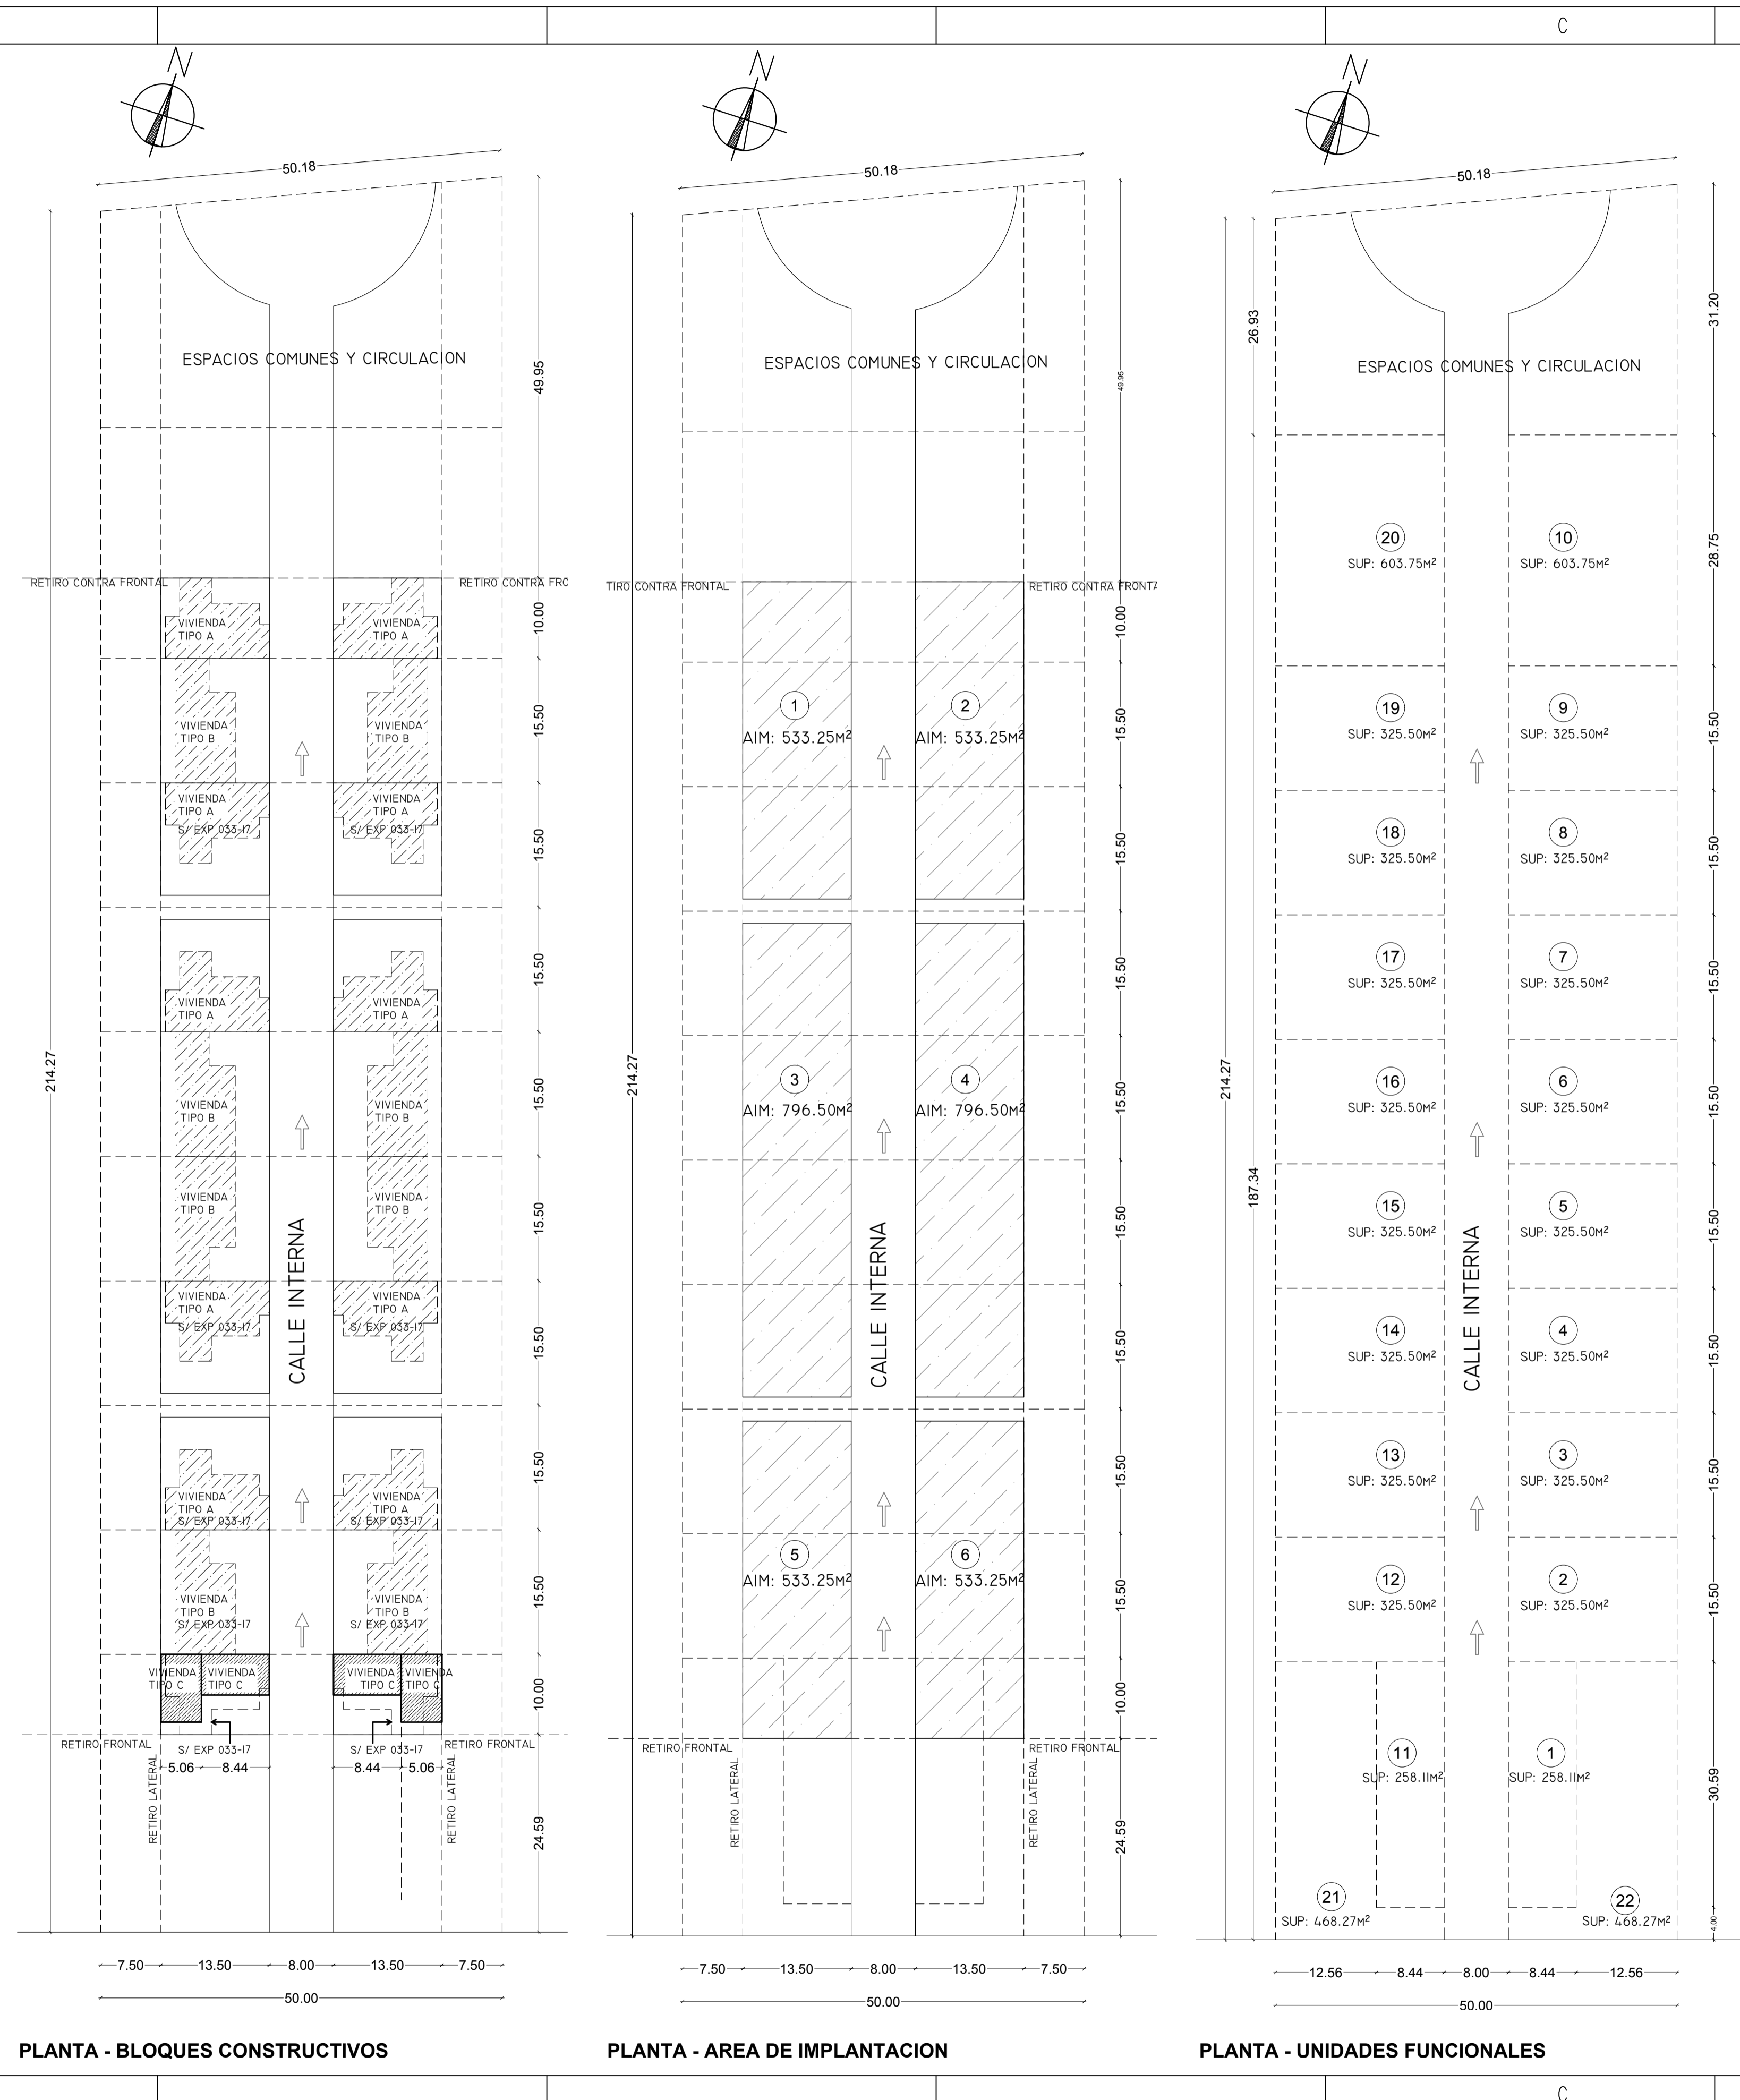 C
N
50.18
ESPACIOS COMUNES Y CIRCULACION
49.95
RETIRO CONTRA FRONTAL
RETIRO CONTRA FRC
VIVIENDA
TIPO A
VIVIENDA
TIPO A
10.00
VIVIENDA
TIPO B
VIVIENDA
TIPO B
15.50
VIVIENDA
TIPO A
S/ EXP 033-17
VIVIENDA
TIPO A
S/ EXP 033-17
15.50
VIVIENDA
TIPO A
VIVIENDA
TIPO A
15.50
214.27
VIVIENDA
TIPO B
VIVIENDA
TIPO B
15.50
VIVIENDA
TIPO B
VIVIENDA
TIPO B
15.50
CALLE INTERNA
VIVIENDA
TIPO A
S/ EXP 033-17
VIVIENDA
TIPO A
S/ EXP 033-17
15.50
VIVIENDA
TIPO A
S/ EXP 033-17
VIVIENDA
TIPO A
S/ EXP 033-17
15.50
VIVIENDA
TIPO B
S/ EXP 033-17
VIVIENDA
TIPO B
S/ EXP 033-17
15.50
VIVIENDA
TIPO C
VIVIENDA
TIPO C
VIVIENDA
TIPO C
VIVIENDA
TIPO C
10.00
RETIRO FRONTAL
S/ EXP 033-17
S/ EXP 033-17
RETIRO FRONTAL
5.06
8.44
8.44
5.06
RETIRO LATERAL
RETIRO LATERAL
24.59
7.50
13.50
8.00
13.50
7.50
50.00
PLANTA - BLOQUES CONSTRUCTIVOS
N
50.18
ESPACIOS COMUNES Y CIRCULACION
49.95
TIRO CONTRA FRONTAL
RETIRO CONTRA FRONTA
10.00
1
AIM: 533.25M²
2
AIM: 533.25M²
15.50
15.50
15.50
214.27
3
AIM: 796.50M²
4
AIM: 796.50M²
15.50
15.50
CALLE INTERNA
15.50
15.50
5
AIM: 533.25M²
6
AIM: 533.25M²
15.50
10.00
RETIRO FRONTAL
RETIRO FRONTAL
RETIRO LATERAL
RETIRO LATERAL
24.59
7.50
13.50
8.00
13.50
7.50
50.00
PLANTA - AREA DE IMPLANTACION
N
50.18
26.93
31.20
ESPACIOS COMUNES Y CIRCULACION
20
SUP: 603.75M²
10
SUP: 603.75M²
28.75
19
SUP: 325.50M²
9
SUP: 325.50M²
15.50
18
SUP: 325.50M²
8
SUP: 325.50M²
15.50
17
SUP: 325.50M²
7
SUP: 325.50M²
15.50
214.27
16
SUP: 325.50M²
6
SUP: 325.50M²
15.50
187.34
15
SUP: 325.50M²
5
SUP: 325.50M²
15.50
CALLE INTERNA
14
SUP: 325.50M²
4
SUP: 325.50M²
15.50
13
SUP: 325.50M²
3
SUP: 325.50M²
15.50
12
SUP: 325.50M²
2
SUP: 325.50M²
15.50
11
SUP: 258.11M²
1
SUP: 258.11M²
30.59
21
SUP: 468.27M²
22
SUP: 468.27M²
4.00
12.56
8.44
8.00
8.44
12.56
50.00
PLANTA - UNIDADES FUNCIONALES
C